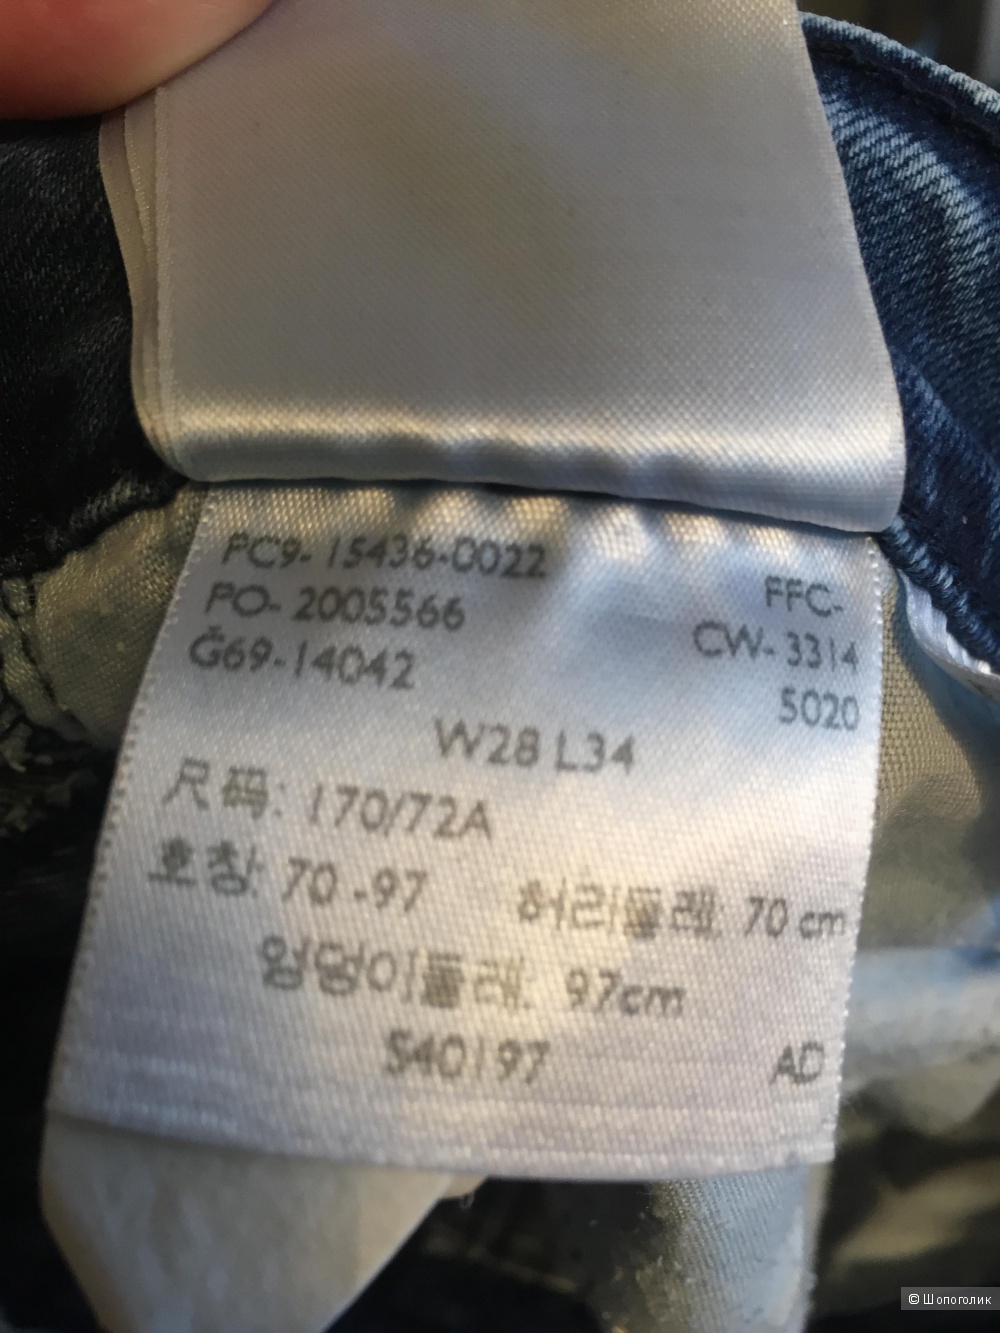 PC9-15436-0022
PO-2005566
G69-14042
FFC-
CW-3314
5020
W28 L34
尺码: 170/72A
호칭: 70-97 허리둘레: 70 cm
엉덩이둘레: 97cm
540197 AD
© Шопоголик